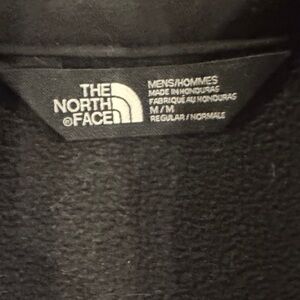 THE
NORTH
FACE
MENS/HOMMES
MADE IN HONDURAS
FABRIQUÉ AU HONDURAS
M/M
REGULAR/NORMALE